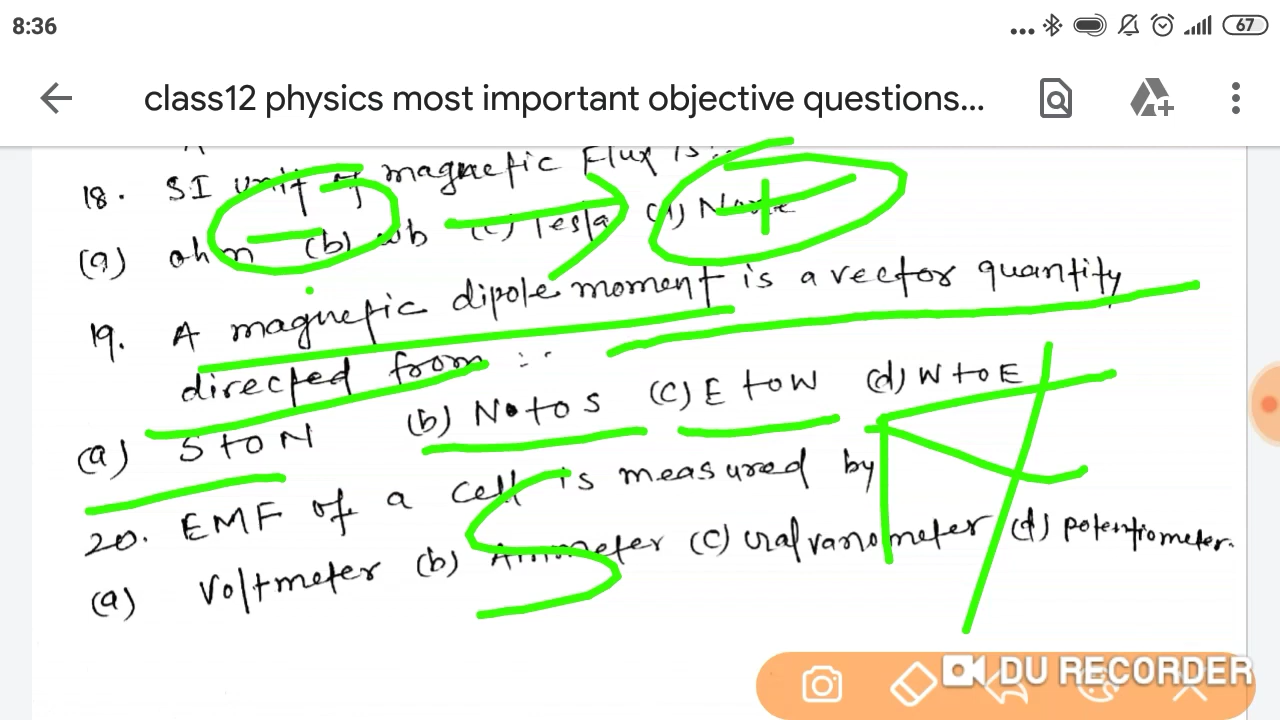 8:36
67
class12 physics most important objective questions...
18. SI unit of magnetic Flux is :-
(a) ohm (b) wb (c) Tesla (d) None
19. A magnetic dipole moment is a vector quantity
directed from :-
(a) S to N (b) N to S (c) E to W (d) W to E
20. EMF of a cell is measured by
(a) Voltmeter (b) Ammeter (c) Galvanometer (d) potentiometer.
S
N
DU RECORDER